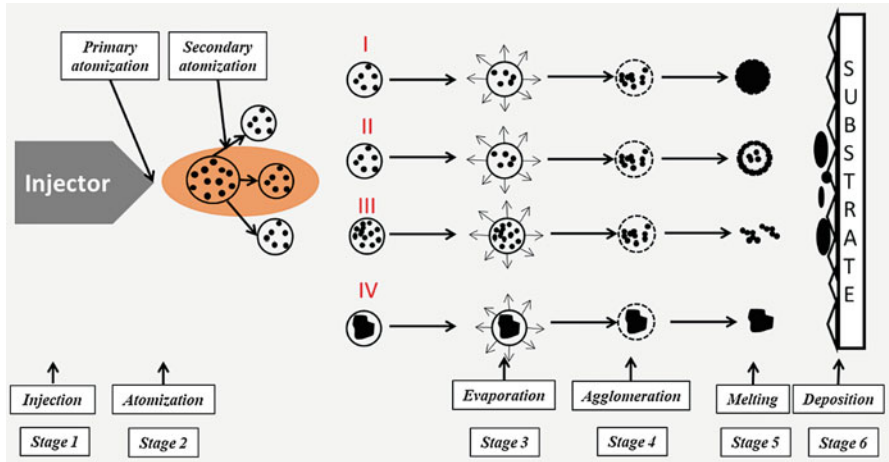 Primary
atomization
Secondary
atomization
Injector
I
II
III
IV
SUBSTRATE
Injection
Atomization
Evaporation
Agglomeration
Melting
Deposition
Stage 1
Stage 2
Stage 3
Stage 4
Stage 5
Stage 6